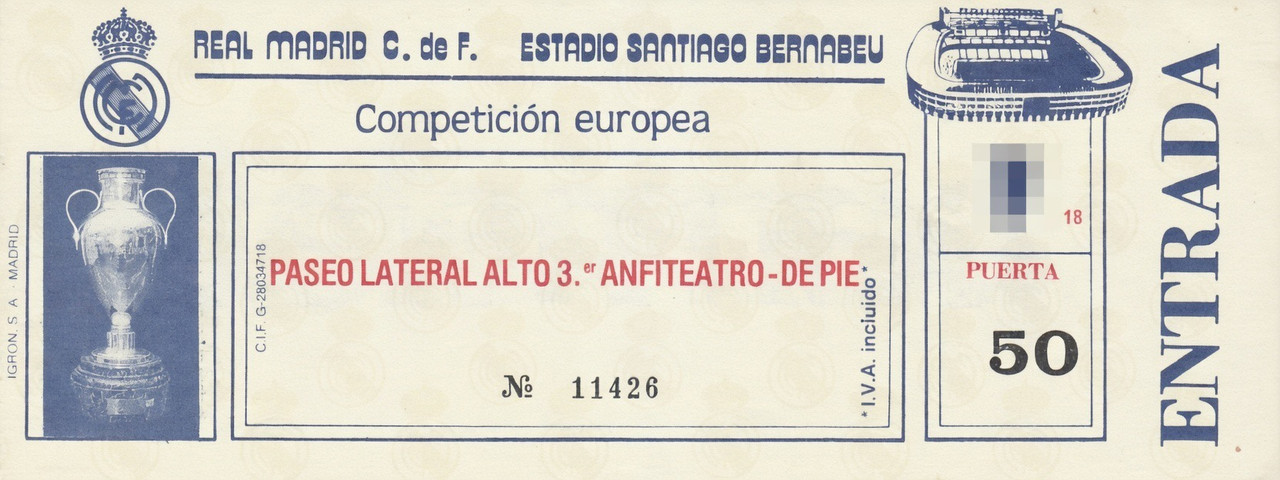 REAL MADRID C. de F. ESTADIO SANTIAGO BERNABEU
Competición europea
IGRON. S A - MADRID
C.I.F. G-28034718
PASEO LATERAL ALTO 3.er ANFITEATRO - DE PIE
*I.V.A. incluido*
Nº 11426
18
PUERTA
50
ENTRADA